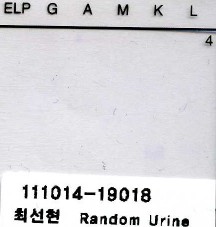 ELP G A M K L
4
111014-19018
최선현 Random Urine